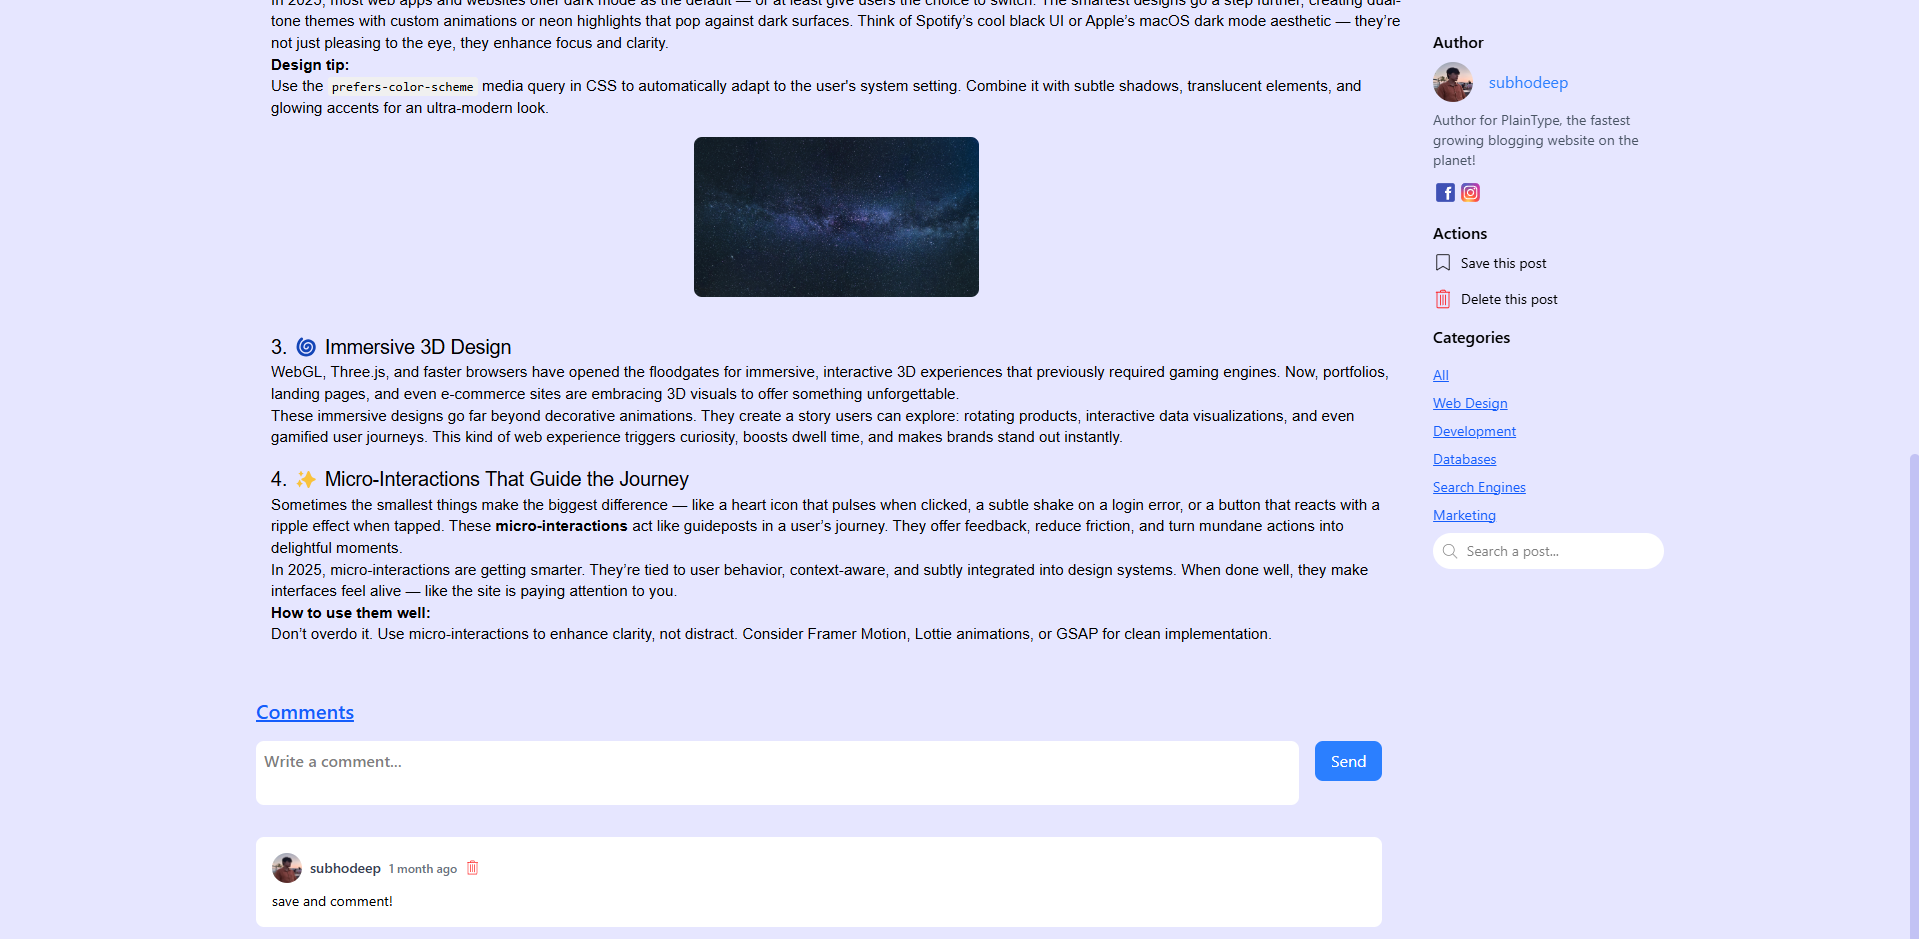 In 2025, most web apps and websites offer dark mode as the default — or at least give users the choice to switch. The smartest designs go a step further, creating dual-
tone themes with custom animations or neon highlights that pop against dark surfaces. Think of Spotify’s cool black UI or Apple’s macOS dark mode aesthetic — they’re
not just pleasing to the eye, they enhance focus and clarity.
Design tip:
Use the prefers-color-scheme media query in CSS to automatically adapt to the user's system setting. Combine it with subtle shadows, translucent elements, and
glowing accents for an ultra-modern look.
3. 🌀 Immersive 3D Design
WebGL, Three.js, and faster browsers have opened the floodgates for immersive, interactive 3D experiences that previously required gaming engines. Now, portfolios,
landing pages, and even e-commerce sites are embracing 3D visuals to offer something unforgettable.
These immersive designs go far beyond decorative animations. They create a story users can explore: rotating products, interactive data visualizations, and even
gamified user journeys. This kind of web experience triggers curiosity, boosts dwell time, and makes brands stand out instantly.
4. ✨ Micro-Interactions That Guide the Journey
Sometimes the smallest things make the biggest difference — like a heart icon that pulses when clicked, a subtle shake on a login error, or a button that reacts with a
ripple effect when tapped. These micro-interactions act like guideposts in a user’s journey. They offer feedback, reduce friction, and turn mundane actions into
delightful moments.
In 2025, micro-interactions are getting smarter. They’re tied to user behavior, context-aware, and subtly integrated into design systems. When done well, they make
interfaces feel alive — like the site is paying attention to you.
How to use them well:
Don’t overdo it. Use micro-interactions to enhance clarity, not distract. Consider Framer Motion, Lottie animations, or GSAP for clean implementation.
Comments
Write a comment...
Send
subhodeep 1 month ago
save and comment!
Author
subhodeep
Author for PlainType, the fastest
growing blogging website on the
planet!
Actions
Save this post
Delete this post
Categories
All
Web Design
Development
Databases
Search Engines
Marketing
Search a post...